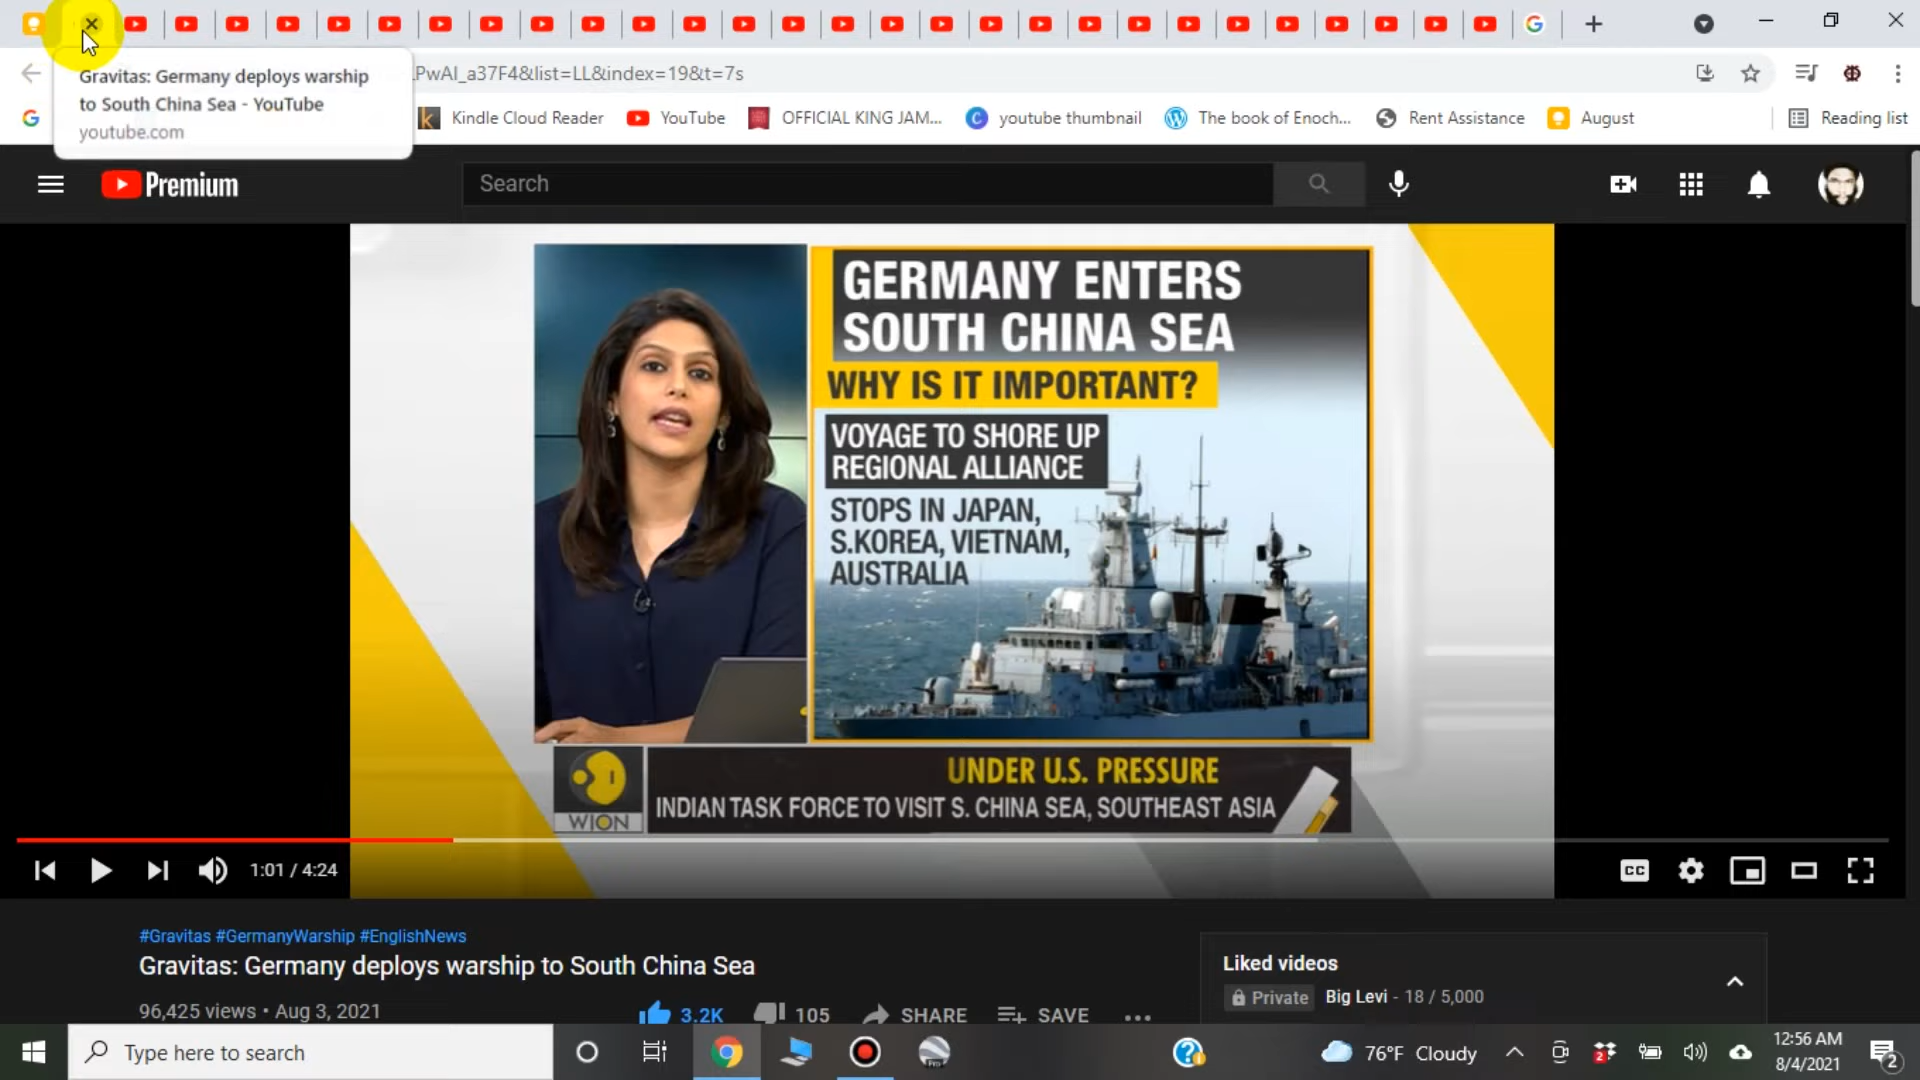 Gravitas: Germany deploys warship
to South China Sea - YouTube
youtube.com
PwAI_a37F4&list=LL&index=19&t=7s
Kindle Cloud Reader
YouTube
OFFICIAL KING JAM...
youtube thumbnail
The book of Enoch...
Rent Assistance
August
Reading list
Premium
Search
GERMANY ENTERS
SOUTH CHINA SEA
WHY IS IT IMPORTANT?
VOYAGE TO SHORE UP
REGIONAL ALLIANCE
STOPS IN JAPAN,
S.KOREA, VIETNAM,
AUSTRALIA
UNDER U.S. PRESSURE
INDIAN TASK FORCE TO VISIT S. CHINA SEA, SOUTHEAST ASIA
WION
1:01 / 4:24
CC
#Gravitas #GermanyWarship #EnglishNews
Gravitas: Germany deploys warship to South China Sea
96,425 views • Aug 3, 2021
3.2K
105
SHARE
SAVE
Liked videos
Private
Big Levi - 18 / 5,000
Type here to search
76°F Cloudy
2
12:56 AM
8/4/2021
2